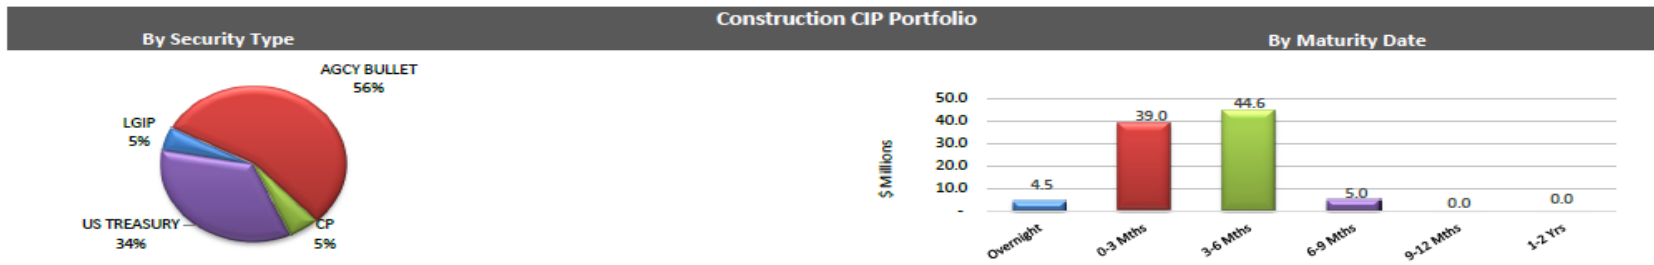 Construction CIP Portfolio
By Security Type
By Maturity Date
AGCY BULLET
56%
LGIP
5%
US TREASURY
34%
CP
5%
$ Millions
50.0
40.0
30.0
20.0
10.0
-
4.5
39.0
44.6
5.0
0.0
0.0
Overnight
0-3 Mths
3-6 Mths
6-9 Mths
9-12 Mths
1-2 Yrs